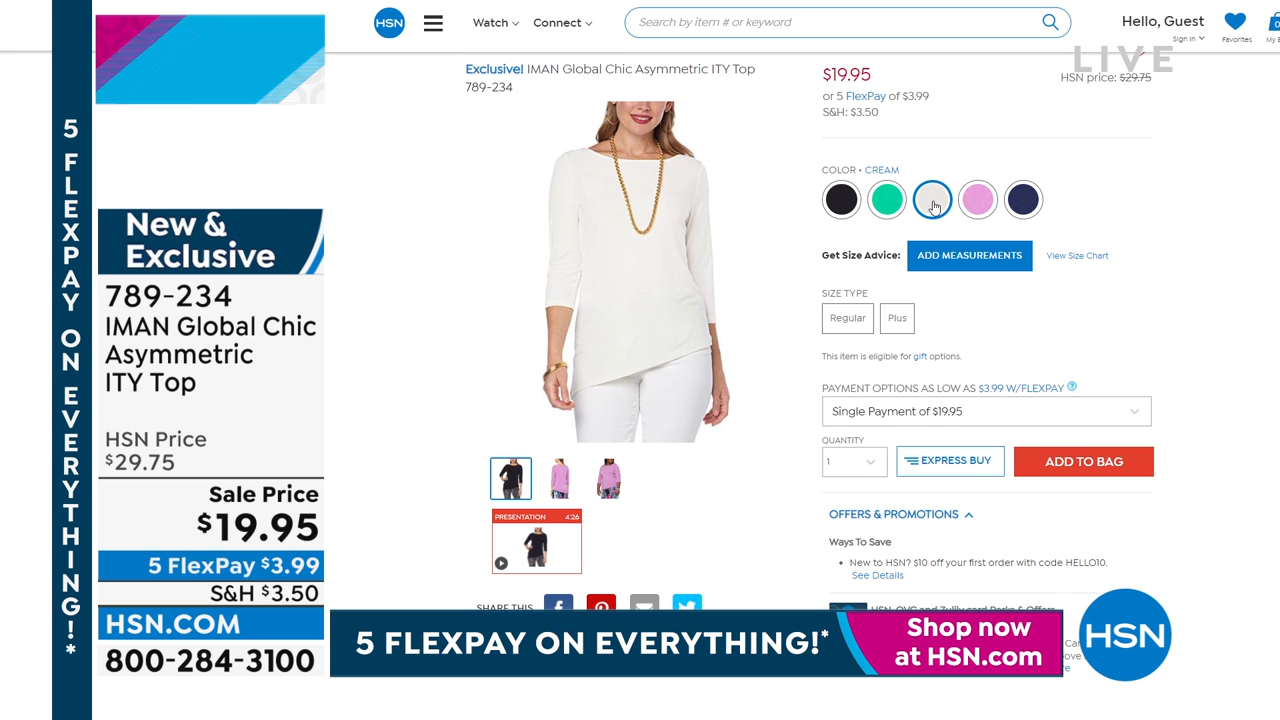 5 FLEXPAY ON EVERYTHING!*
New &
Exclusive
789-234
IMAN Global Chic
Asymmetric
ITY Top
HSN Price
$29.75
Sale Price
$19.95
5 FlexPay $3.99
S&H $3.50
HSN.COM
800-284-3100
HSN
Watch
Connect
Search by item # or keyword
Hello, Guest
Sign In
Favorites
LIVE
Exclusive! IMAN Global Chic Asymmetric ITY Top
789-234
$19.95
HSN price: $29.75
or 5 FlexPay of $3.99
S&H: $3.50
COLOR • CREAM
Get Size Advice:
ADD MEASUREMENTS
View Size Chart
SIZE TYPE
Regular
Plus
This item is eligible for gift options.
PAYMENT OPTIONS AS LOW AS $3.99 W/FLEXPAY
Single Payment of $19.95
QUANTITY
1
EXPRESS BUY
ADD TO BAG
PRESENTATION 4:26
OFFERS & PROMOTIONS
Ways To Save
• New to HSN? $10 off your first order with code HELLO10.
See Details
SHARE THIS
HSN, QVC and Zulily card Perks & Offers
5 FLEXPAY ON EVERYTHING!*
Shop now
at HSN.com
HSN